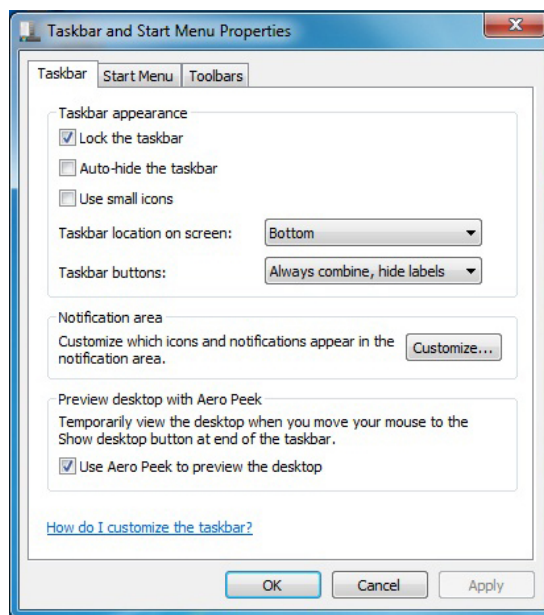 Taskbar and Start Menu Properties
Taskbar
Start Menu
Toolbars
Taskbar appearance
Lock the taskbar
Auto-hide the taskbar
Use small icons
Taskbar location on screen:
Bottom
Taskbar buttons:
Always combine, hide labels
Notification area
Customize which icons and notifications appear in the
notification area.
Customize...
Preview desktop with Aero Peek
Temporarily view the desktop when you move your mouse to the
Show desktop button at end of the taskbar.
Use Aero Peek to preview the desktop
How do I customize the taskbar?
OK
Cancel
Apply